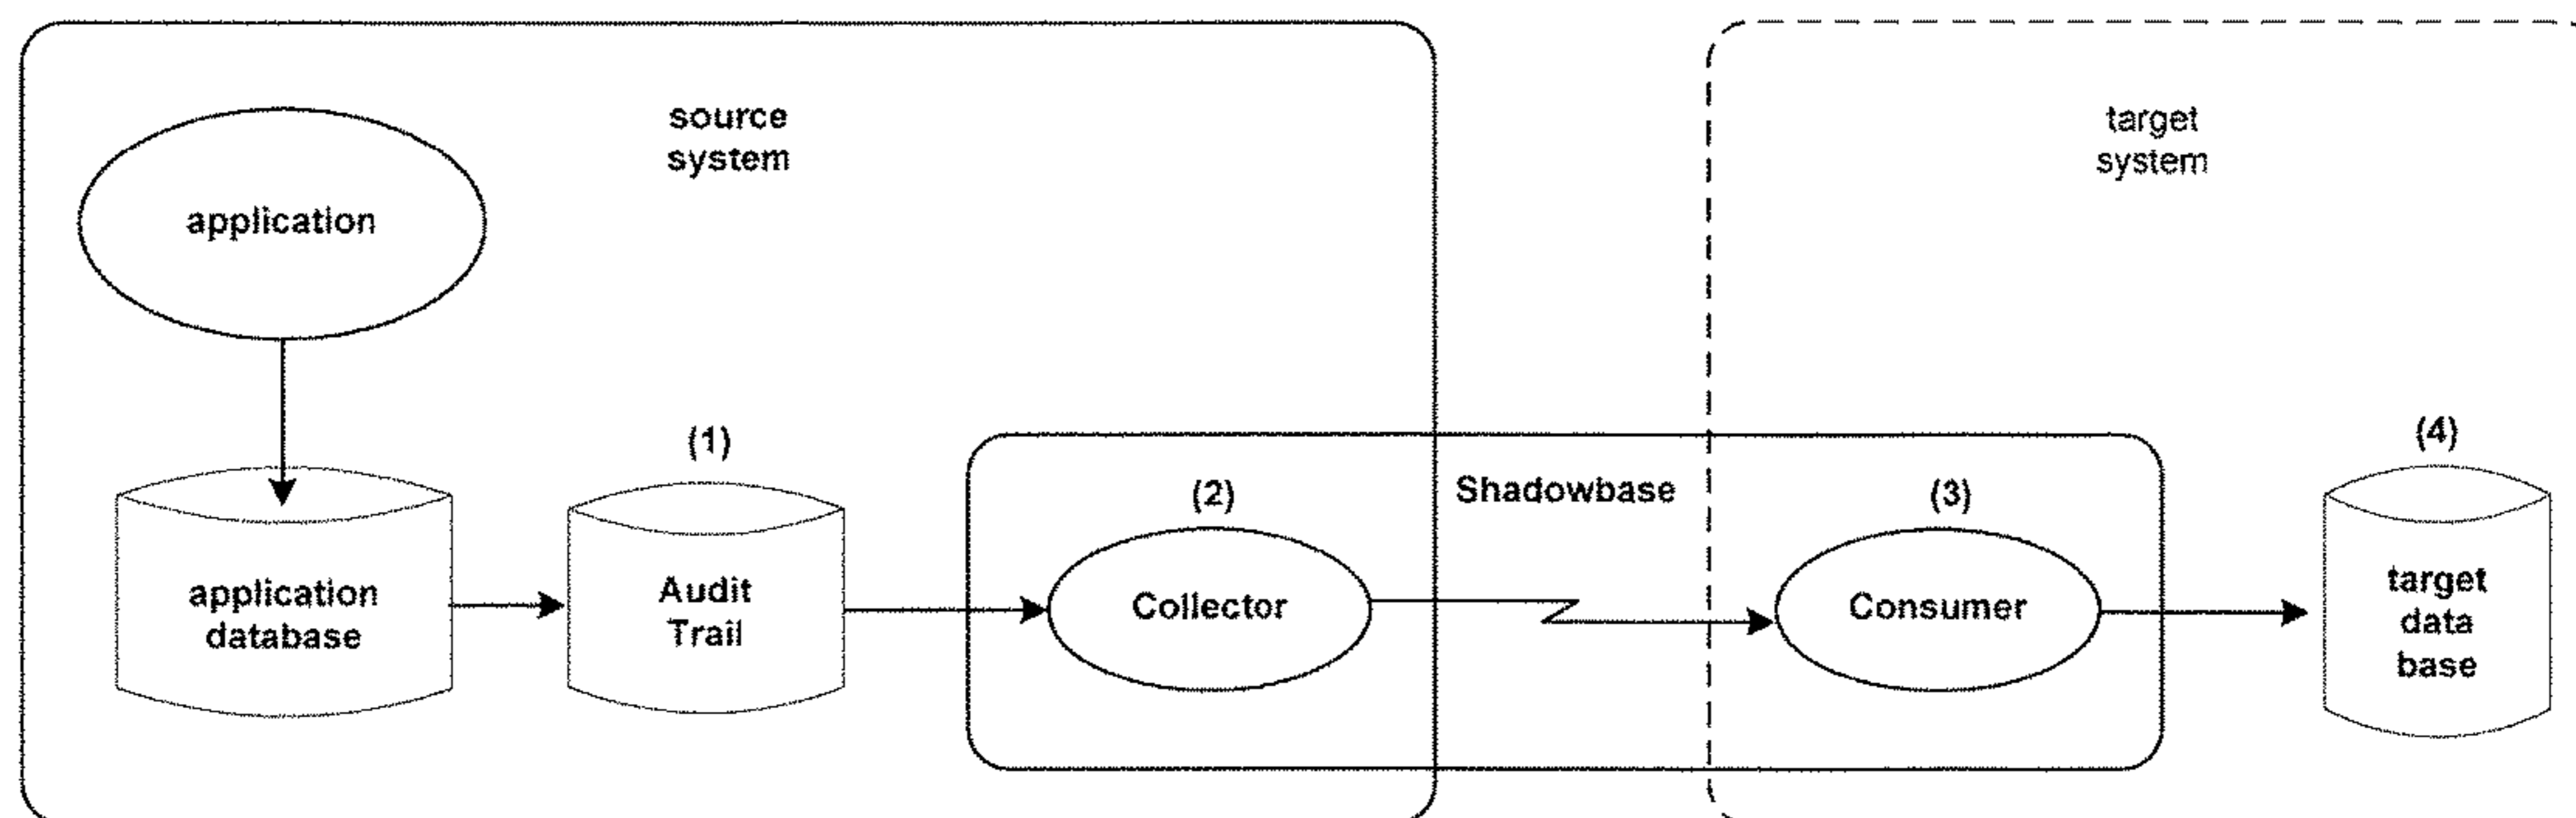 source
system
target
system
application
(1)
(4)
(2)
Shadowbase
(3)
application
database
Audit
Trail
Collector
Consumer
target
data
base